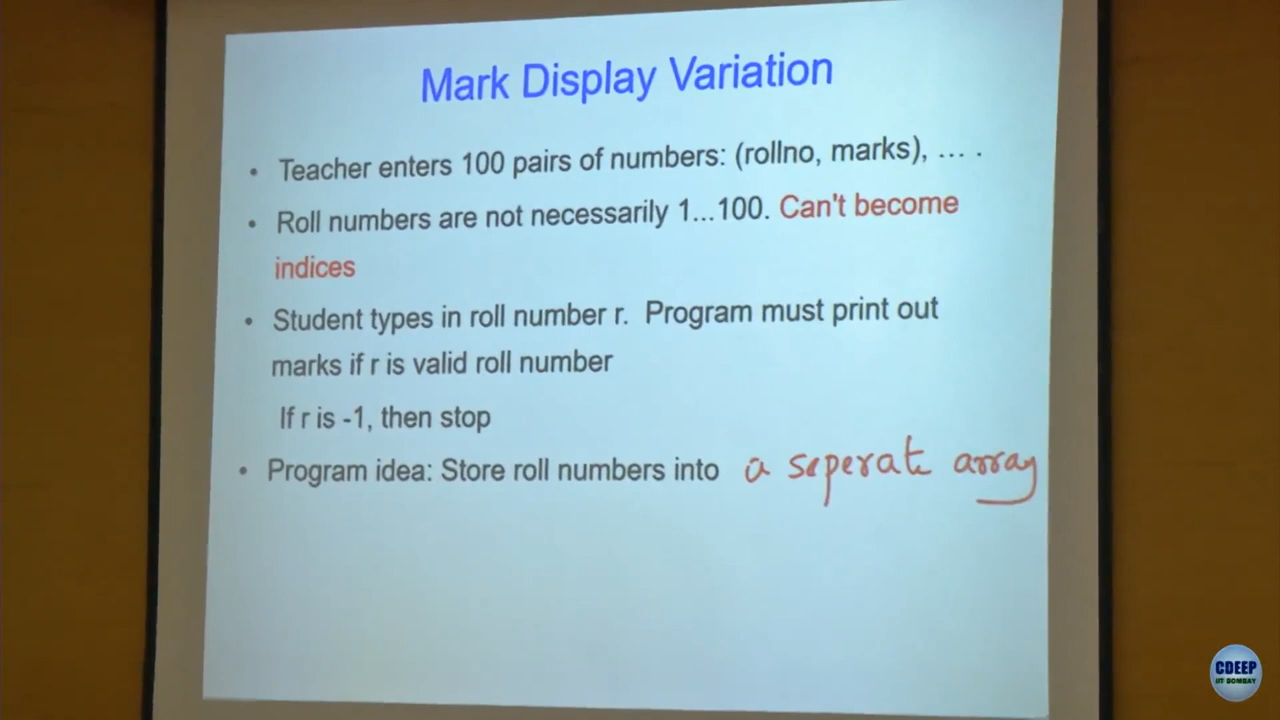 Mark Display Variation
• Teacher enters 100 pairs of numbers: (rollno, marks), ... .
• Roll numbers are not necessarily 1...100. Can't become
indices
• Student types in roll number r. Program must print out
marks if r is valid roll number
If r is -1, then stop
• Program idea: Store roll numbers into a seperate array
CDEEP
IIT BOMBAY